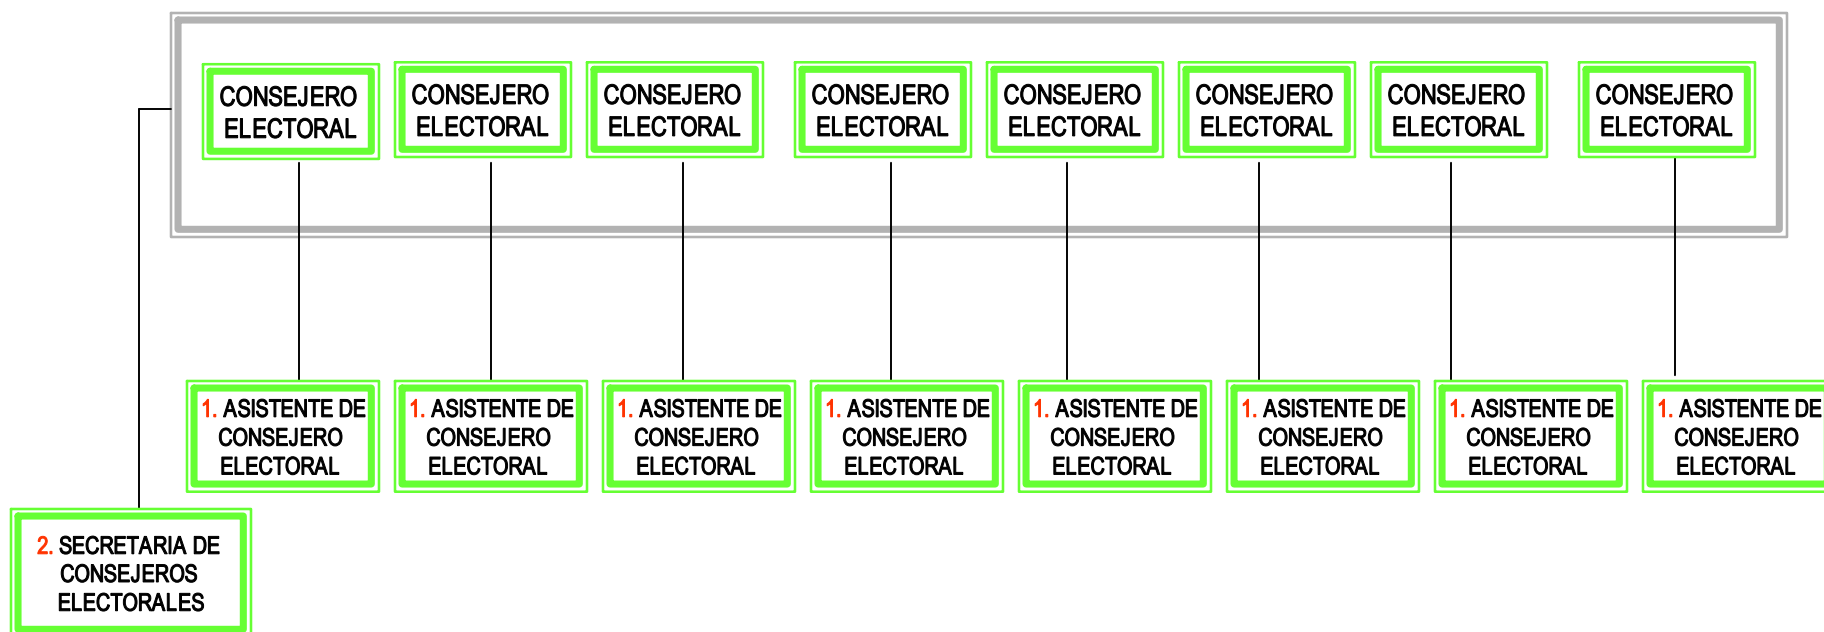 CONSEJERO
ELECTORAL
CONSEJERO
ELECTORAL
CONSEJERO
ELECTORAL
CONSEJERO
ELECTORAL
CONSEJERO
ELECTORAL
CONSEJERO
ELECTORAL
CONSEJERO
ELECTORAL
CONSEJERO
ELECTORAL
1. ASISTENTE DE
CONSEJERO
ELECTORAL
1. ASISTENTE DE
CONSEJERO
ELECTORAL
1. ASISTENTE DE
CONSEJERO
ELECTORAL
1. ASISTENTE DE
CONSEJERO
ELECTORAL
1. ASISTENTE DE
CONSEJERO
ELECTORAL
1. ASISTENTE DE
CONSEJERO
ELECTORAL
1. ASISTENTE DE
CONSEJERO
ELECTORAL
1. ASISTENTE DE
CONSEJERO
ELECTORAL
2. SECRETARIA DE
CONSEJEROS
ELECTORALES